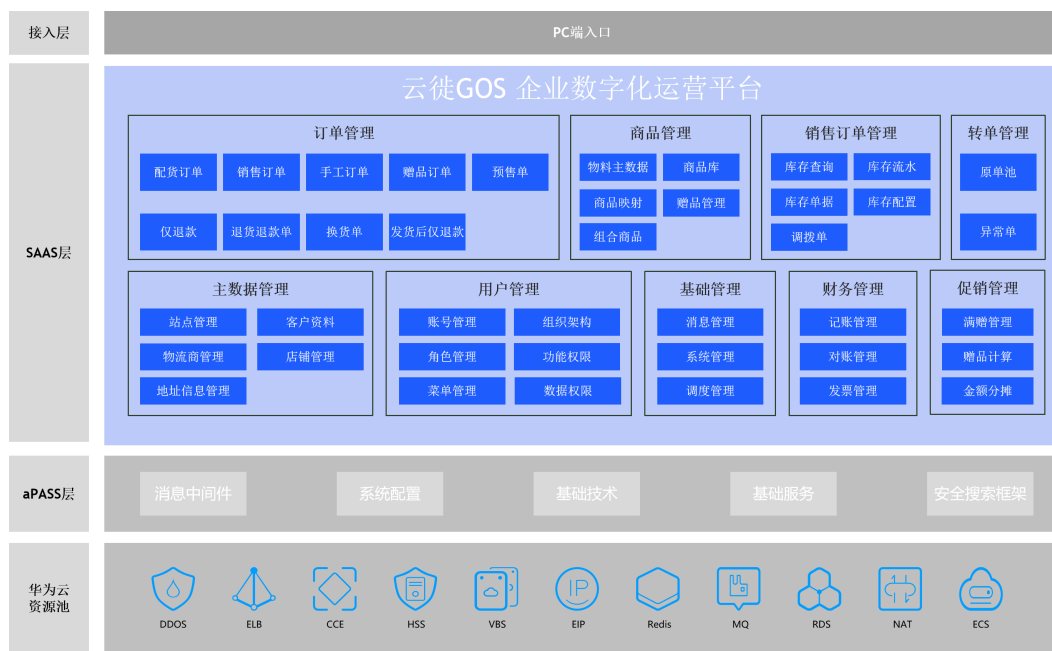 接入层
PC端入口
SAAS层
云徙GOS 企业数字化运营平台
订单管理
配货订单
销售订单
手工订单
赠品订单
预售单
仅退款
退货退款单
换货单
发货后仅退款
商品管理
物料主数据
商品库
商品映射
赠品管理
组合商品
销售订单管理
库存查询
库存流水
库存单据
库存配置
调拨单
转单管理
原单池
异常单
主数据管理
站点管理
客户资料
物流商管理
店铺管理
地址信息管理
用户管理
账号管理
组织架构
角色管理
功能权限
菜单管理
数据权限
基础管理
消息管理
系统管理
调度管理
财务管理
记账管理
对账管理
发票管理
促销管理
满赠管理
赠品计算
金额分摊
aPASS层
消息中间件
系统配置
基础技术
基础服务
安全搜索框架
华为云
资源池
IP
DDOS
ELB
CCE
HSS
VBS
EIP
Redis
MQ
RDS
NAT
ECS